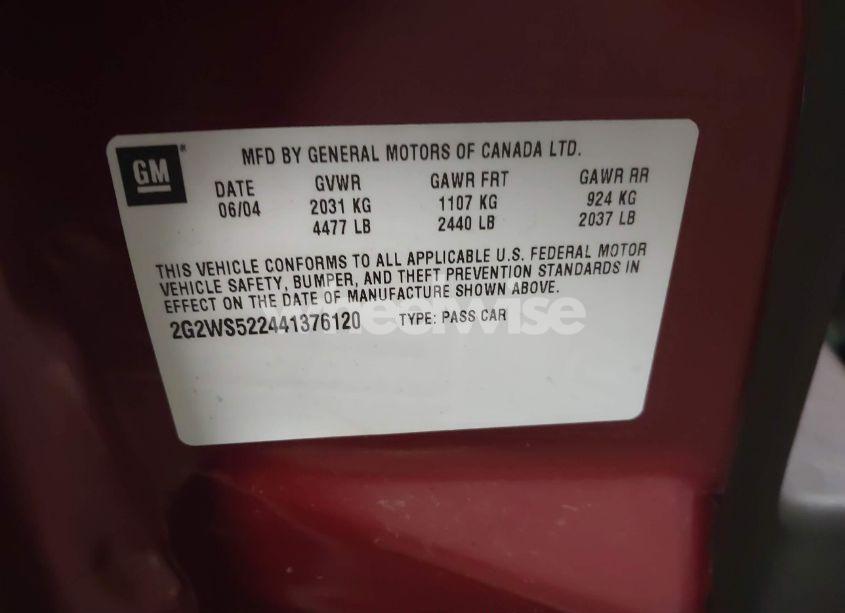 GM
MFD BY GENERAL MOTORS OF CANADA LTD.
DATE GVWR GAWR FRT GAWR RR
06/04 2031 KG 1107 KG 924 KG
4477 LB 2440 LB 2037 LB
THIS VEHICLE CONFORMS TO ALL APPLICABLE U.S. FEDERAL MOTOR
VEHICLE SAFETY, BUMPER, AND THEFT PREVENTION STANDARDS IN
EFFECT ON THE DATE OF MANUFACTURE SHOWN ABOVE.
2G2WS522441376120 TYPE: PASS CAR
wheelwise